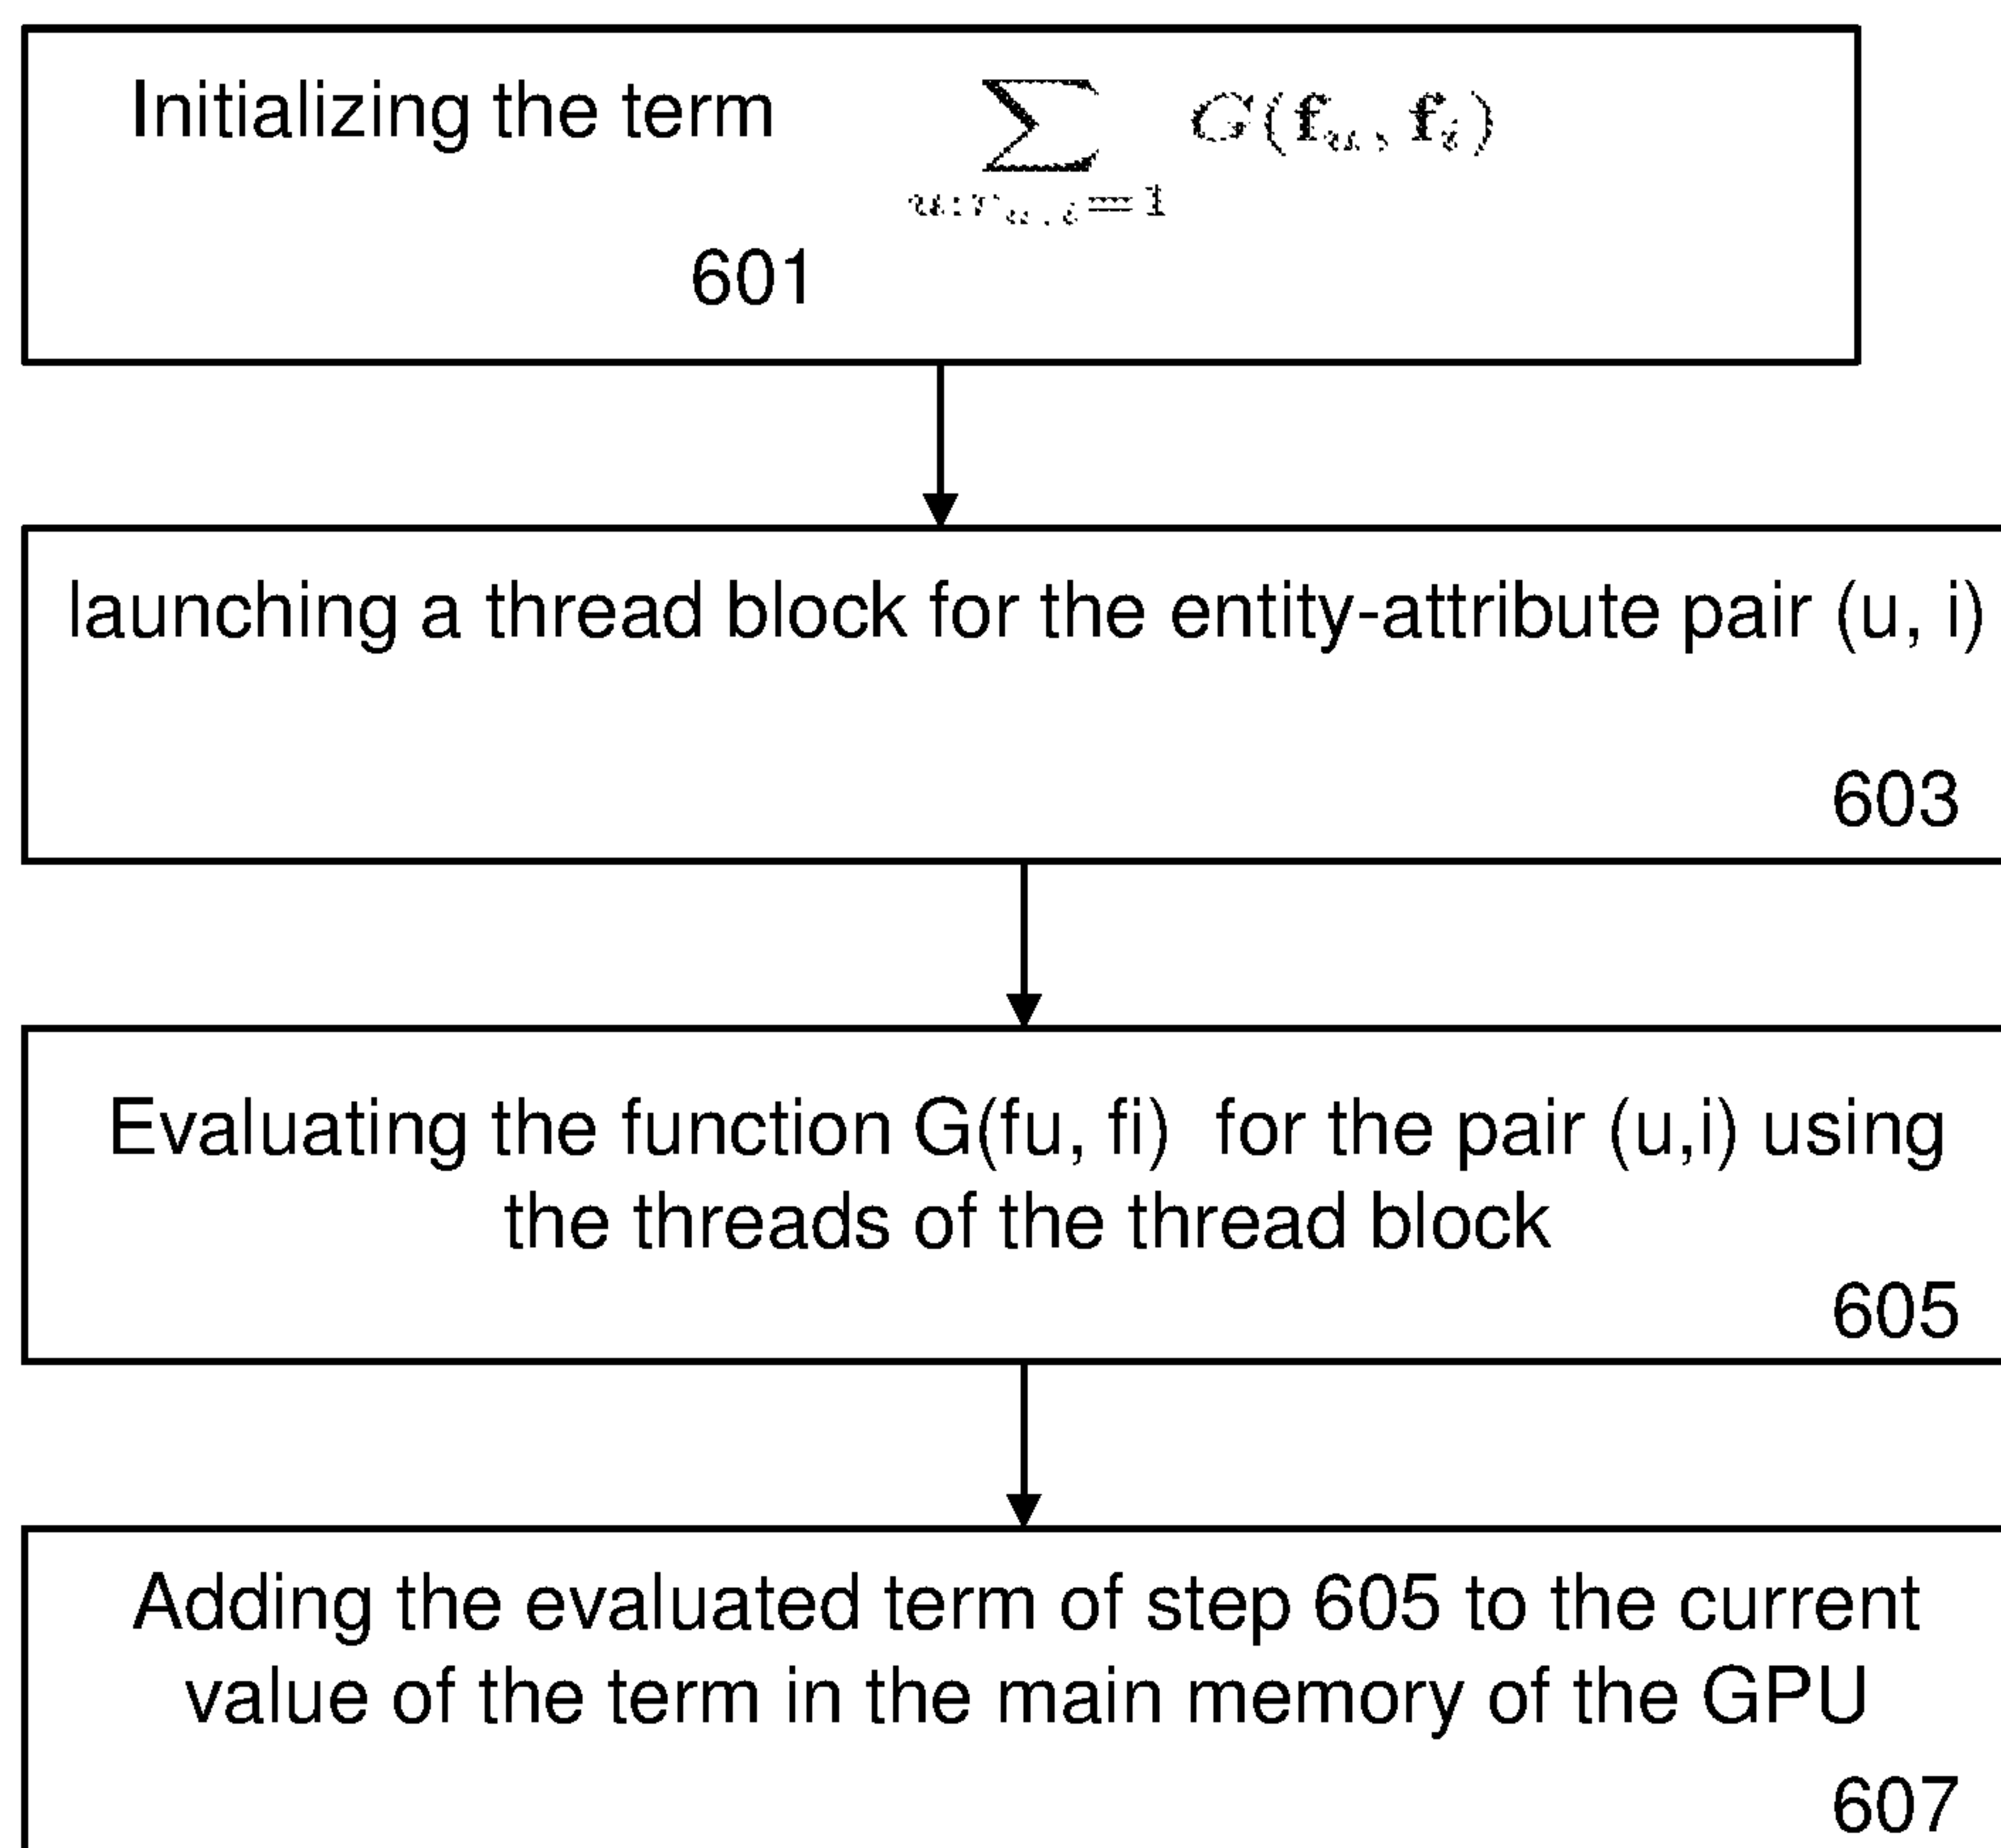 Initializing the term ∑ G(f_u, f_i)
u:r_{u,i}=1
601
launching a thread block for the entity-attribute pair (u, i)
603
Evaluating the function G(fu, fi) for the pair (u,i) using
the threads of the thread block
605
Adding the evaluated term of step 605 to the current
value of the term in the main memory of the GPU
607